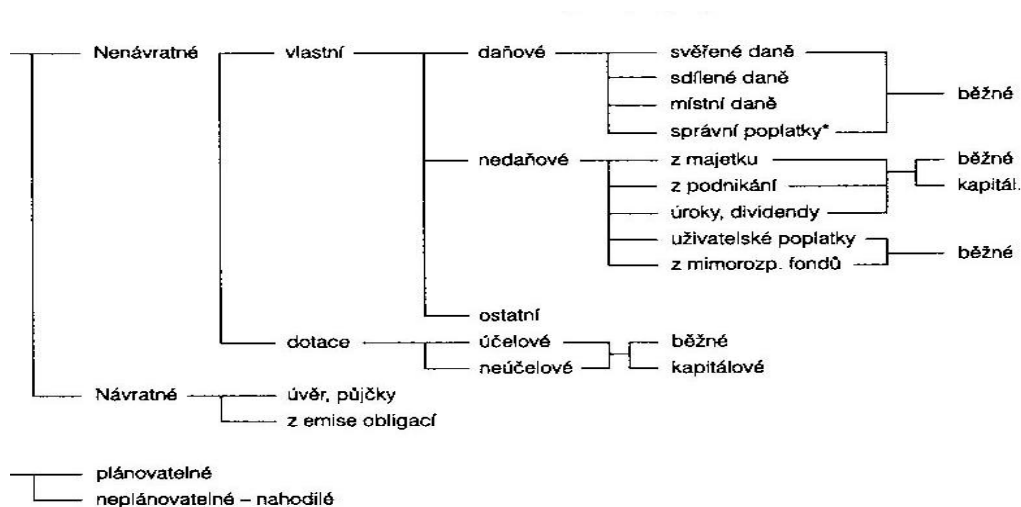 Nenávratné vlastní daňové svěřené daně
sdílené daně
běžné
místní daně
správní poplatky*
nedaňové z majetku běžné
z podnikání kapitál.
úroky, dividendy
uživatelské poplatky
běžné
z mimorozp. fondů
ostatní
dotace účelové běžné
neúčelové kapitálové
Návratné úvěr, půjčky
z emise obligací
plánovatelné
neplánovatelné – nahodilé